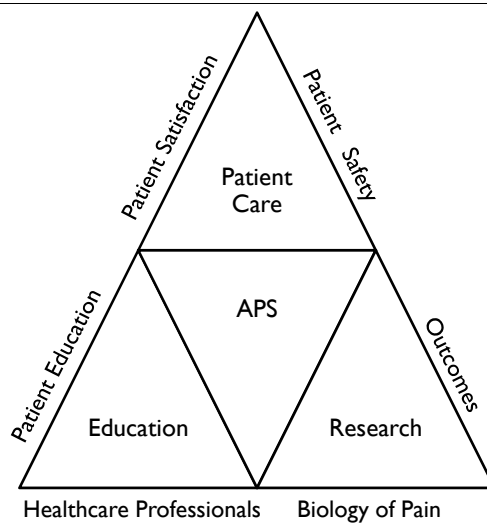 Patient Satisfaction
Patient Safety
Patient
Care
APS
Patient Education
Outcomes
Education
Research
Healthcare Professionals
Biology of Pain